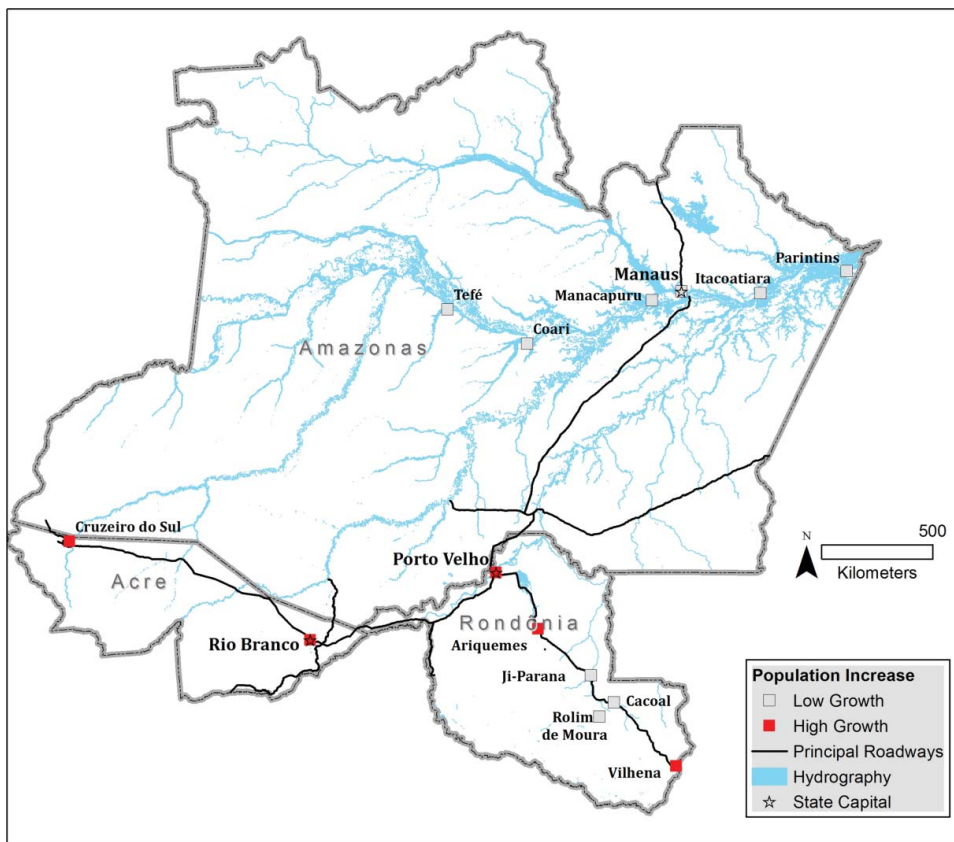 Parintins
Manaus
Itacoatiara
Manacapuru
Tefé
Coari
Amazonas
Cruzeiro do Sul
Acre
Porto Velho
Rio Branco
Rondônia
Ariquemes
Ji-Parana
Cacoal
Rolim
de Moura
Vilhena
N
500
Kilometers
Population Increase
Low Growth
High Growth
Principal Roadways
Hydrography
State Capital